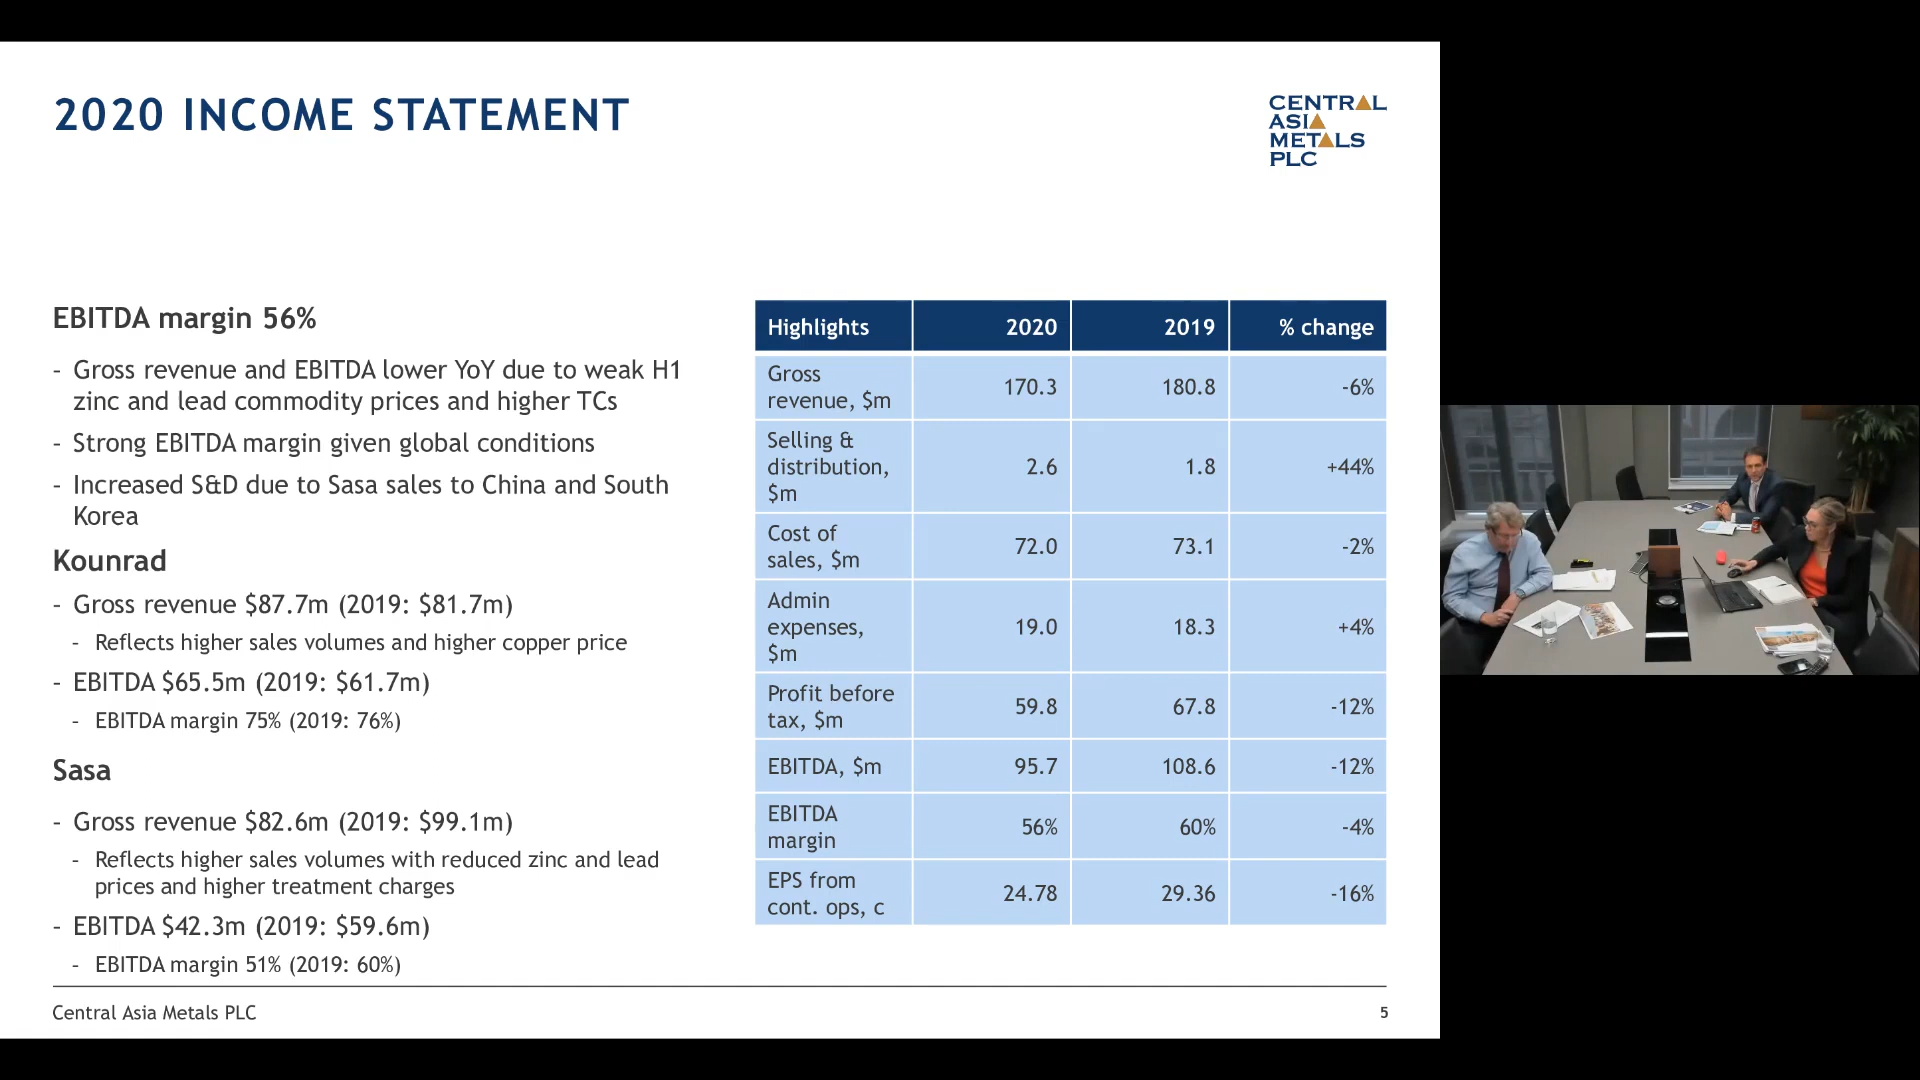 2020 INCOME STATEMENT
CENTRAL
ASIA
METALS
PLC
EBITDA margin 56%
- Gross revenue and EBITDA lower YoY due to weak H1
zinc and lead commodity prices and higher TCs
- Strong EBITDA margin given global conditions
- Increased S&D due to Sasa sales to China and South
Korea
Kounrad
- Gross revenue $87.7m (2019: $81.7m)
- Reflects higher sales volumes and higher copper price
- EBITDA $65.5m (2019: $61.7m)
- EBITDA margin 75% (2019: 76%)
Sasa
- Gross revenue $82.6m (2019: $99.1m)
- Reflects higher sales volumes with reduced zinc and lead
prices and higher treatment charges
- EBITDA $42.3m (2019: $59.6m)
- EBITDA margin 51% (2019: 60%)
Highlights 2020 2019 % change
Gross
revenue, $m 170.3 180.8 -6%
Selling &
distribution, 2.6 1.8 +44%
$m
Cost of
sales, $m 72.0 73.1 -2%
Admin
expenses, 19.0 18.3 +4%
$m
Profit before
tax, $m 59.8 67.8 -12%
EBITDA, $m 95.7 108.6 -12%
EBITDA
margin 56% 60% -4%
EPS from
cont. ops, c 24.78 29.36 -16%
Central Asia Metals PLC 5